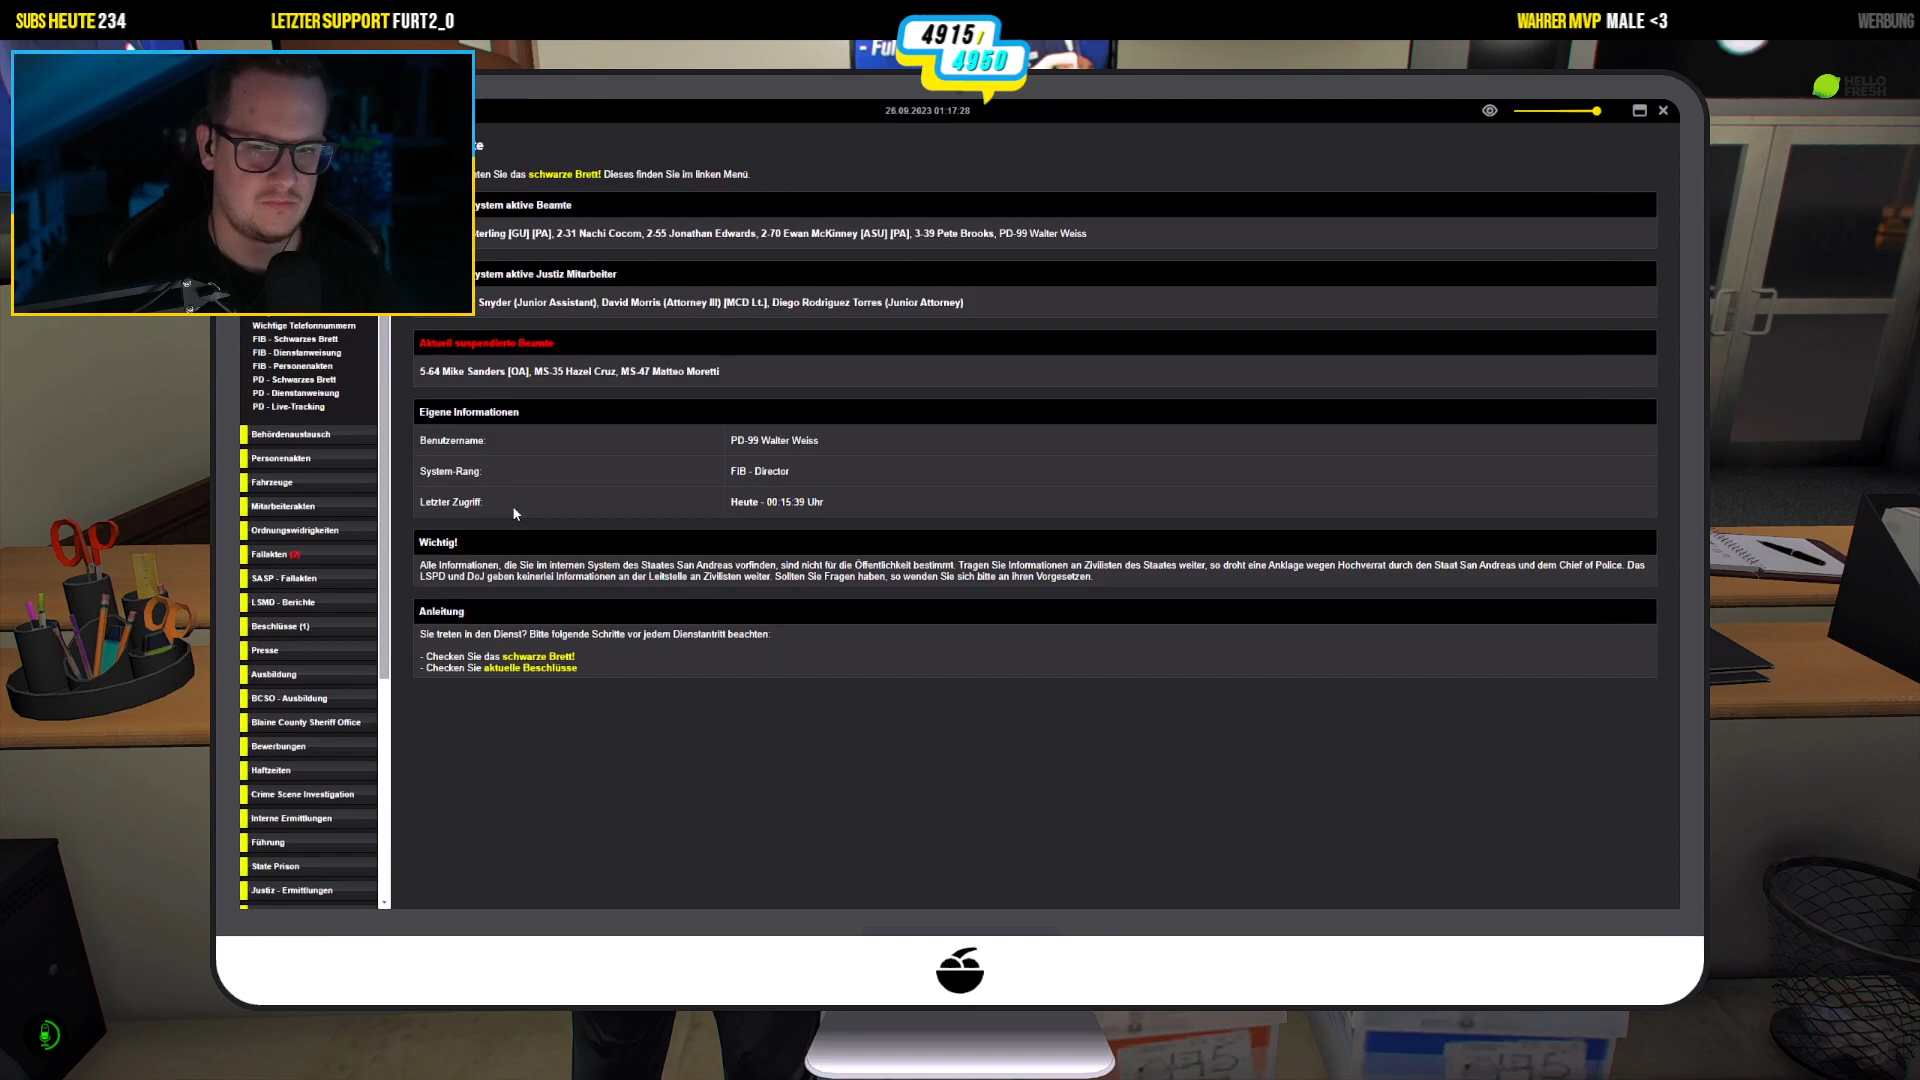 SUBS HEUTE 234
LETZTER SUPPORT FURT2_0
4915/
4950
WAHRER MVP MALE <3
WERBUNG
HELLO
FRESH
- Ful
26.09.2023 01:17:28
te
ten Sie das schwarze Brett! Dieses finden Sie im linken Menü.
ystem aktive Beamte
terling [GU] [PA], 2-31 Nachi Cocom, 2-55 Jonathan Edwards, 2-70 Ewan McKinney [ASU] [PA], 3-39 Pete Brooks, PD-99 Walter Weiss
ystem aktive Justiz Mitarbeiter
Snyder (Junior Assistant), David Morris (Attorney III) [MCD Lt.], Diego Rodriguez Torres (Junior Attorney)
Aktuell suspendierte Beamte
5-64 Mike Sanders [OA], MS-35 Hazel Cruz, MS-47 Matteo Moretti
Eigene Informationen
Benutzername: PD-99 Walter Weiss
System-Rang: FIB - Director
Letzter Zugriff: Heute - 00:15:39 Uhr
Wichtig!
Alle Informationen, die Sie im internen System des Staates San Andreas vorfinden, sind nicht für die Öffentlichkeit bestimmt. Tragen Sie Informationen an Zivilisten des Staates weiter, so droht eine Anklage wegen Hochverrat durch den Staat San Andreas und dem Chief of Police. Das
LSPD und DoJ geben keinerlei Informationen an der Leitstelle an Zivilisten weiter. Sollten Sie Fragen haben, so wenden Sie sich bitte an ihren Vorgesetzen.
Anleitung
Sie treten in den Dienst? Bitte folgende Schritte vor jedem Dienstantritt beachten:
- Checken Sie das schwarze Brett!
- Checken Sie aktuelle Beschlüsse
Wichtige Telefonnummern
FIB - Schwarzes Brett
FIB - Dienstanweisung
FIB - Personenakten
PD - Schwarzes Brett
PD - Dienstanweisung
PD - Live-Tracking
Behördenaustausch
Personenakten
Fahrzeuge
Mitarbeiterakten
Ordnungswidrigkeiten
Fallakten (2)
SASP - Fallakten
LSMD - Berichte
Beschlüsse (1)
Presse
Ausbildung
BCSO - Ausbildung
Blaine County Sheriff Office
Bewerbungen
Haftzeiten
Crime Scene Investigation
Interne Ermittlungen
Führung
State Prison
Justiz - Ermittlungen